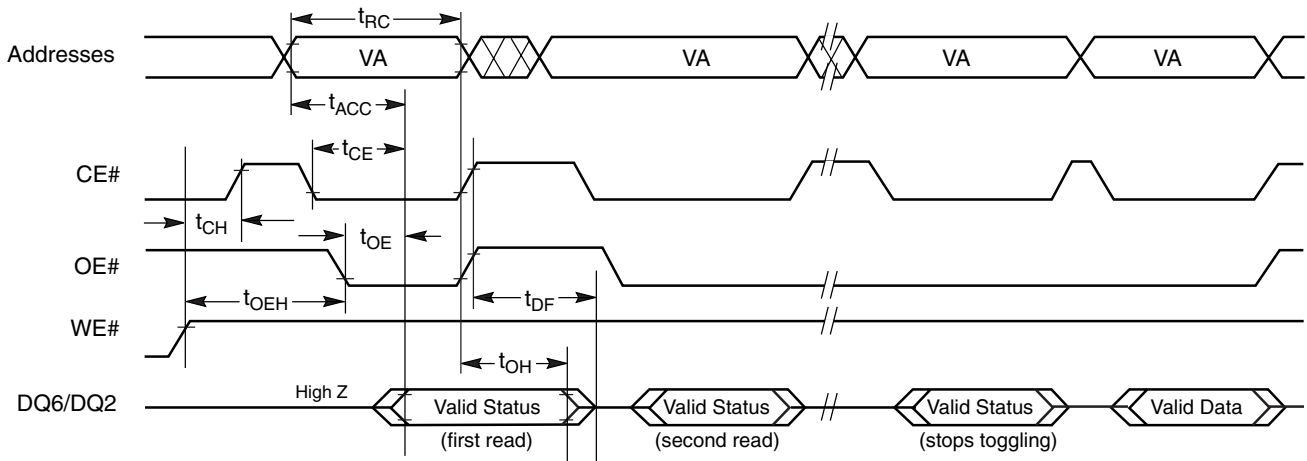 tRC
Addresses VA VA VA VA
tACC
tCE
CE#
tCH
tOE
OE#
tOEH
tDF
WE#
tOH
High Z
DQ6/DQ2 Valid Status Valid Status Valid Status Valid Data
(first read) (second read) (stops toggling)